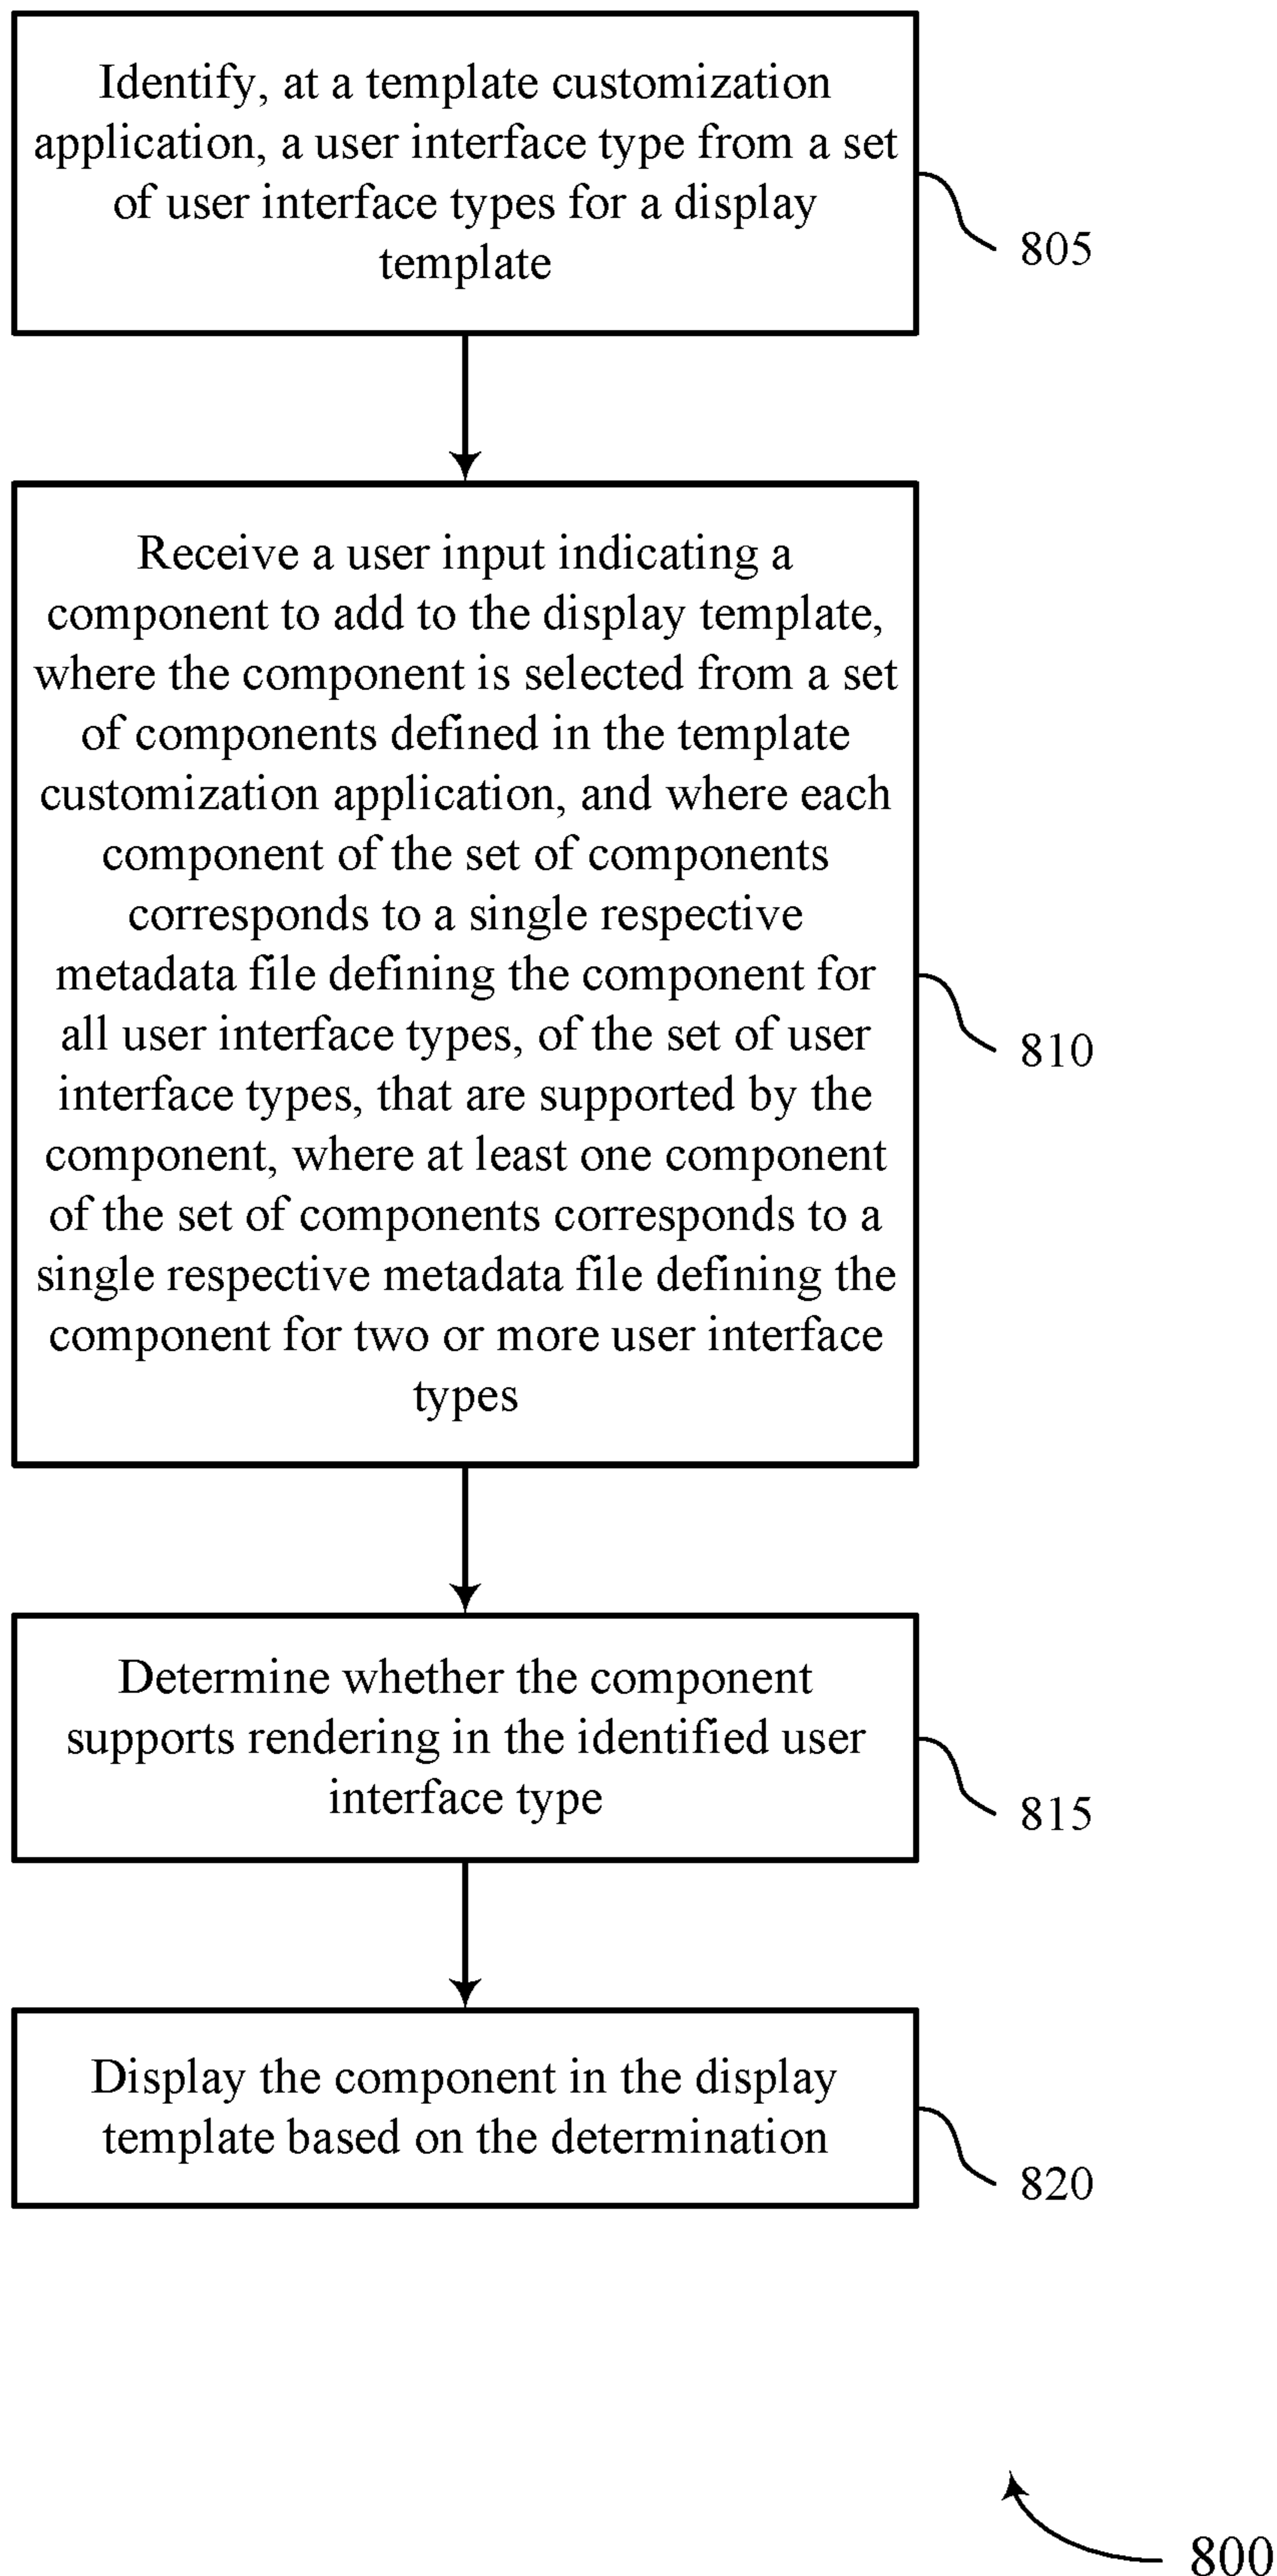 Identify, at a template customization
application, a user interface type from a set
of user interface types for a display
template
805
Receive a user input indicating a
component to add to the display template,
where the component is selected from a set
of components defined in the template
customization application, and where each
component of the set of components
corresponds to a single respective
metadata file defining the component for
all user interface types, of the set of user
interface types, that are supported by the
component, where at least one component
of the set of components corresponds to a
single respective metadata file defining the
component for two or more user interface
types
810
Determine whether the component
supports rendering in the identified user
interface type
815
Display the component in the display
template based on the determination
820
800